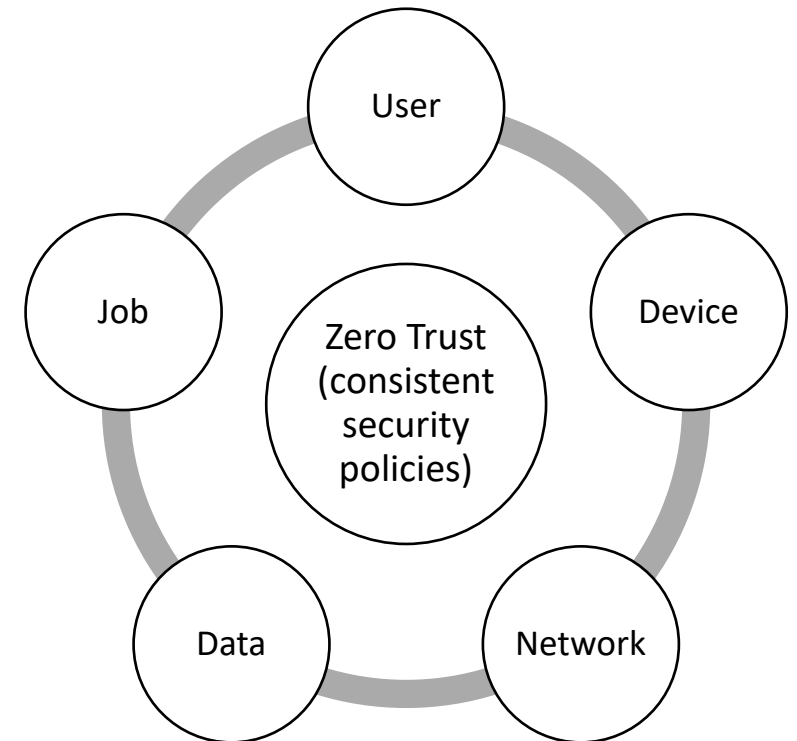 User
Job
Device
Zero Trust
(consistent
security
policies)
Data
Network